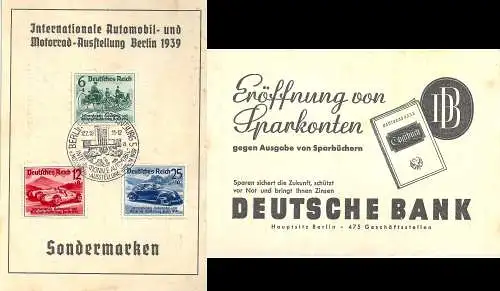 Internationale Automobil- und
Motorrad-Ausstellung Berlin 1939
Deutsches Reich
6
BERLIN
Deutsches Reich
12
Deutsches Reich
25
Sondermarken
Eröffnung von
Sparkonten
gegen Ausgabe von Sparbüchern
DB
Sparbuch
Sparen sichert die Zukunft, schützt
vor Not und bringt Ihnen Zinsen
DEUTSCHE BANK
Hauptsitz Berlin - 475 Geschäftsstellen